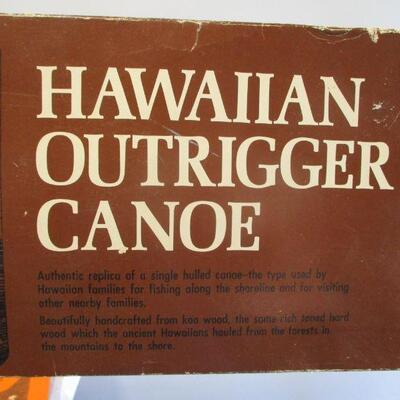 HAWAIIAN
OUTRIGGER
CANOE
Authentic replica of a single hulled canoe-the type used by
Hawaiian families for fishing along the shoreline and for visiting
other nearby families.
Beautifully handcrafted from koa wood, the same rich toned hard
wood which the ancient Hawaiians hauled from the forests in
the mountains to the shore.